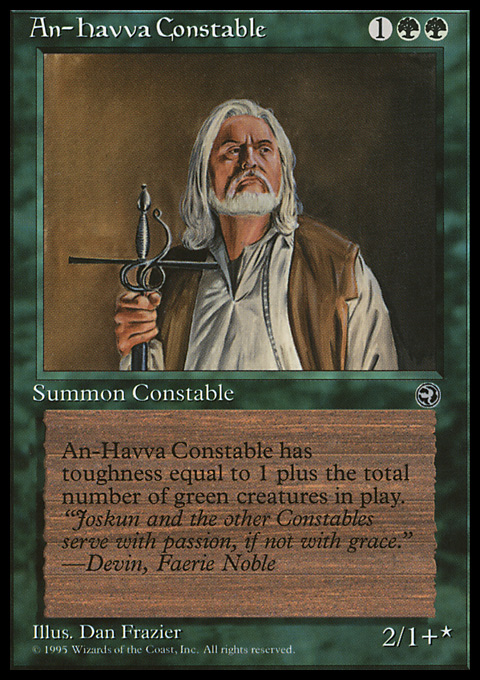 An-Havva Constable 1
Summon Constable
An-Havva Constable has
toughness equal to 1 plus the total
number of green creatures in play.
“Joskun and the other Constables
serve with passion, if not with grace.”
—Devin, Faerie Noble
Illus. Dan Frazier
2/1+*
© 1995 Wizards of the Coast, Inc. All rights reserved.